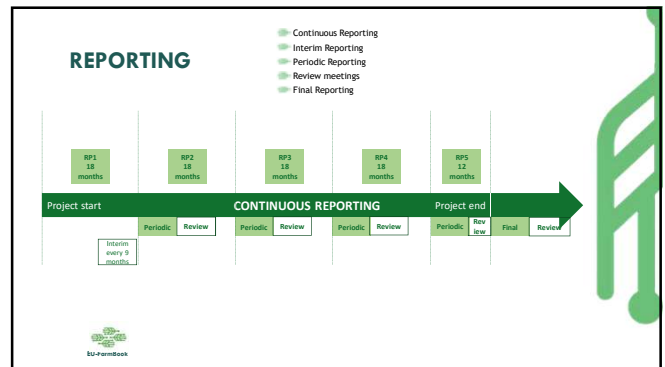 REPORTING
Continuous Reporting
Interim Reporting
Periodic Reporting
Review meetings
Final Reporting
RP1
18
months
RP2
18
months
RP3
18
months
RP4
18
months
RP5
12
months
Project start
CONTINUOUS REPORTING
Project end
Periodic
Review
Periodic
Review
Periodic
Review
Periodic
Rev
iew
Final
Review
Interim
every 9
months
EU-FarmBook